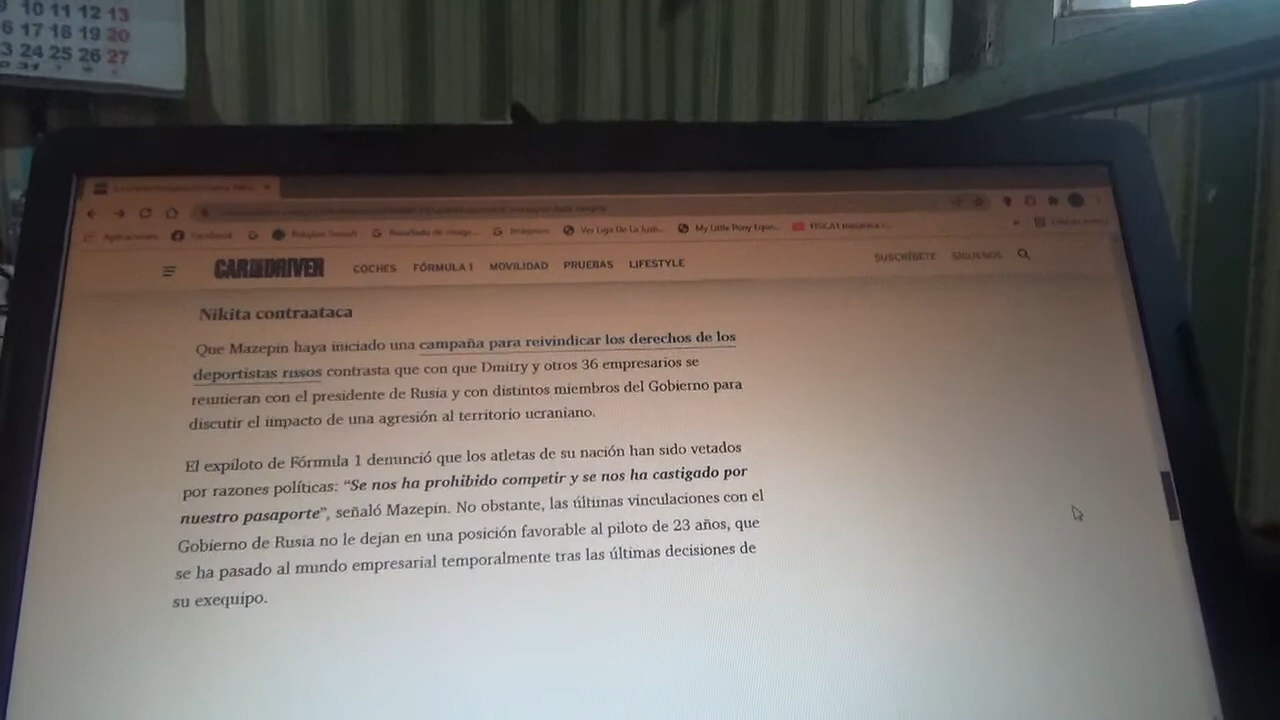 9 10 11 12 13
6 17 18 19 20
3 24 25 26 27
Aplicaciones Facebook Resultado de image... Imágenes Ver Liga De La Justi... My Little Pony Eque...
CAR AND DRIVER COCHES FÓRMULA 1 MOVILIDAD PRUEBAS LIFESTYLE SUSCRÍBETE SÍGUENOS
Nikita contraataca
Que Mazepin haya iniciado una campaña para reivindicar los derechos de los
deportistas rusos contrasta que con que Dmitry y otros 36 empresarios se
reunieran con el presidente de Rusia y con distintos miembros del Gobierno para
discutir el impacto de una agresión al territorio ucraniano.
El expiloto de Fórmula 1 denunció que los atletas de su nación han sido vetados
por razones políticas: “Se nos ha prohibido competir y se nos ha castigado por
nuestro pasaporte”, señaló Mazepin. No obstante, las últimas vinculaciones con el
Gobierno de Rusia no le dejan en una posición favorable al piloto de 23 años, que
se ha pasado al mundo empresarial temporalmente tras las últimas decisiones de
su exequipo.